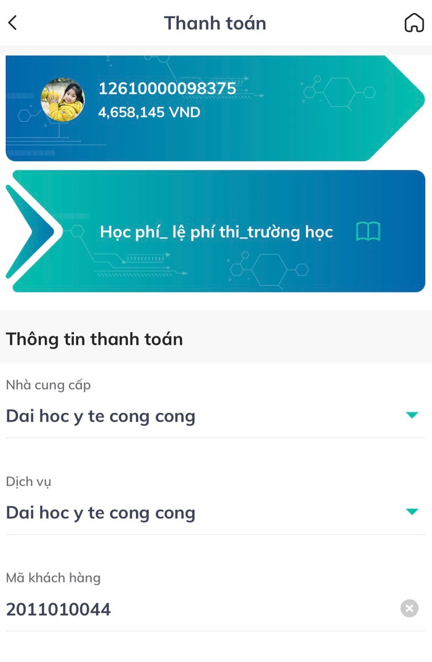 Thanh toán
12610000098375
4,658,145 VND
Học phí_ lệ phí thi_trường học
Thông tin thanh toán
Nhà cung cấp
Dai hoc y te cong cong
Dịch vụ
Dai hoc y te cong cong
Mã khách hàng
2011010044